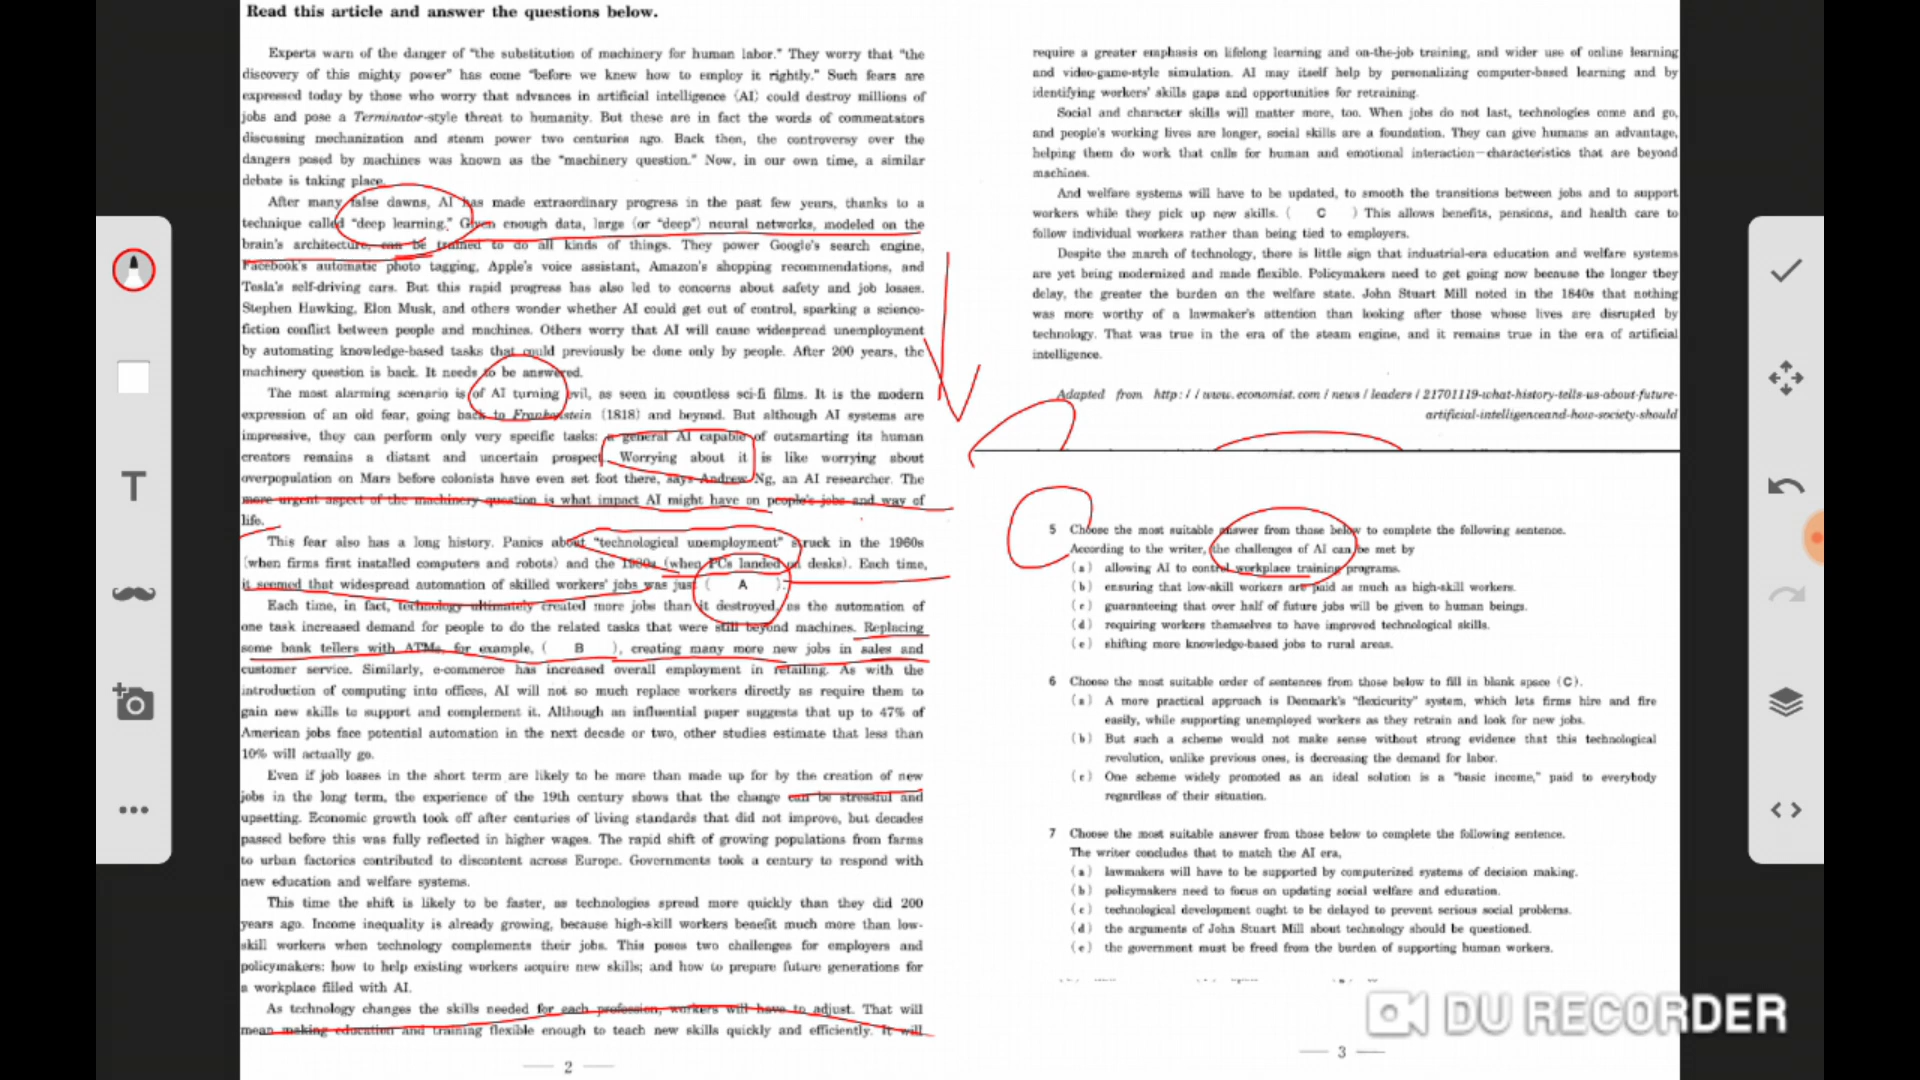 Read this article and answer the questions below.
Experts warn of the danger of "the substitution of machinery for human labor." They worry that "the
discovery of this mighty power" has come "before we knew how to employ it rightly." Such fears are
expressed today by those who worry that advances in artificial intelligence (AI) could destroy millions of
jobs and pose a Terminator-style threat to humanity. But these are in fact the words of commentators
discussing mechanization and steam power two centuries ago. Back then, the controversy over the
dangers posed by machines was known as the "machinery question." Now, in our own time, a similar
debate is taking place.
After many false dawns, AI has made extraordinary progress in the past few years, thanks to a
technique called "deep learning." Given enough data, large (or "deep") neural networks, modeled on the
brain's architecture, can be trained to do all kinds of things. They power Google's search engine,
Facebook's automatic photo tagging, Apple's voice assistant, Amazon's shopping recommendations, and
Tesla's self-driving cars. But this rapid progress has also led to concerns about safety and job losses.
Stephen Hawking, Elon Musk, and others wonder whether AI could get out of control, sparking a science-
fiction conflict between people and machines. Others worry that AI will cause widespread unemployment
by automating knowledge-based tasks that could previously be done only by people. After 200 years, the
machinery question is back. It needs to be answered.
The most alarming scenario is of AI turning evil, as seen in countless sci-fi films. It is the modern
expression of an old fear, going back to Frankenstein (1818) and beyond. But although AI systems are
impressive, they can perform only very specific tasks: a general AI capable of outsmarting its human
creators remains a distant and uncertain prospect. Worrying about it is like worrying about
overpopulation on Mars before colonists have even set foot there, says Andrew Ng, an AI researcher. The
more urgent aspect of the machinery question is what impact AI might have on people's jobs and way of
life.
This fear also has a long history. Panics about "technological unemployment" struck in the 1960s
(when firms first installed computers and robots) and the 1980s (when PCs landed on desks). Each time,
it seemed that widespread automation of skilled workers' jobs was just ( A ).
Each time, in fact, technology ultimately created more jobs than it destroyed, as the automation of
one task increased demand for people to do the related tasks that were still beyond machines. Replacing
some bank tellers with ATMs, for example, ( B ), creating many more new jobs in sales and
customer service. Similarly, e-commerce has increased overall employment in retailing. As with the
introduction of computing into offices, AI will not so much replace workers directly as require them to
gain new skills to support and complement it. Although an influential paper suggests that up to 47% of
American jobs face potential automation in the next decade or two, other studies estimate that less than
10% will actually go.
Even if job losses in the short term are likely to be more than made up for by the creation of new
jobs in the long term, the experience of the 19th century shows that the change can be stressful and
upsetting. Economic growth took off after centuries of living standards that did not improve, but decades
passed before this was fully reflected in higher wages. The rapid shift of growing populations from farms
to urban factories contributed to discontent across Europe. Governments took a century to respond with
new education and welfare systems.
This time the shift is likely to be faster, as technologies spread more quickly than they did 200
years ago. Income inequality is already growing, because high-skill workers benefit much more than low-
skill workers when technology complements their jobs. This poses two challenges for employers and
policymakers: how to help existing workers acquire new skills; and how to prepare future generations for
a workplace filled with AI.
As technology changes the skills needed for each profession, workers will have to adjust. That will
mean making education and training flexible enough to teach new skills quickly and efficiently. It will
2
require a greater emphasis on lifelong learning and on-the-job training, and wider use of online learning
and video-game-style simulation. AI may itself help by personalizing computer-based learning and by
identifying workers' skills gaps and opportunities for retraining.
Social and character skills will matter more, too. When jobs do not last, technologies come and go,
and people's working lives are longer, social skills are a foundation. They can give humans an advantage,
helping them do work that calls for human and emotional interaction—characteristics that are beyond
machines.
And welfare systems will have to be updated, to smooth the transitions between jobs and to support
workers while they pick up new skills. ( C ) This allows benefits, pensions, and health care to
follow individual workers rather than being tied to employers.
Despite the march of technology, there is little sign that industrial-era education and welfare systems
are yet being modernized and made flexible. Policymakers need to get going now because the longer they
delay, the greater the burden on the welfare state. John Stuart Mill noted in the 1840s that nothing
was more worthy of a lawmaker's attention than looking after those whose lives are disrupted by
technology. That was true in the era of the steam engine, and it remains true in the era of artificial
intelligence.
Adapted from http://www.economist.com/news/leaders/21701119-what-history-tells-us-about-future-
artificial-intelligenceand-how-society-should
5 Choose the most suitable answer from those below to complete the following sentence.
According to the writer, the challenges of AI can be met by
(a) allowing AI to control workplace training programs.
(b) ensuring that low-skill workers are paid as much as high-skill workers.
(c) guaranteeing that over half of future jobs will be given to human beings.
(d) requiring workers themselves to have improved technological skills.
(e) shifting more knowledge-based jobs to rural areas.
6 Choose the most suitable order of sentences from those below to fill in blank space (C).
(a) A more practical approach is Denmark's "flexicurity" system, which lets firms hire and fire
easily, while supporting unemployed workers as they retrain and look for new jobs.
(b) But such a scheme would not make sense without strong evidence that this technological
revolution, unlike previous ones, is decreasing the demand for labor.
(c) One scheme widely promoted as an ideal solution is a "basic income," paid to everybody
regardless of their situation.
7 Choose the most suitable answer from those below to complete the following sentence.
The writer concludes that to match the AI era,
(a) lawmakers will have to be supported by computerized systems of decision making.
(b) policymakers need to focus on updating social welfare and education.
(c) technological development ought to be delayed to prevent serious social problems.
(d) the arguments of John Stuart Mill about technology should be questioned.
(e) the government must be freed from the burden of supporting human workers.
3
T
DU RECORDER